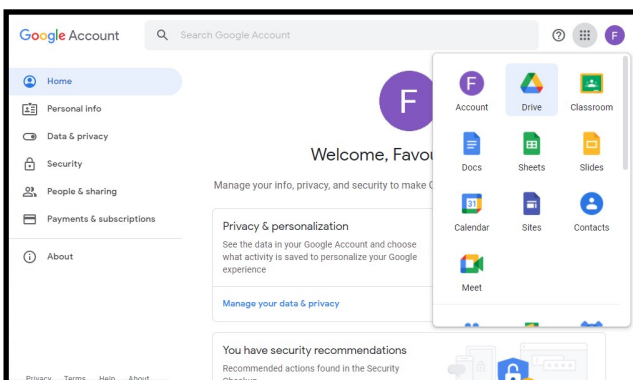 Google Account
Search Google Account
F
Home
Personal info
Data & privacy
Security
People & sharing
Payments & subscriptions
About
Privacy Terms Help About
F
Welcome, Favou
Manage your info, privacy, and security to make
Privacy & personalization
See the data in your Google Account and choose
what activity is saved to personalize your Google
experience
Manage your data & privacy
You have security recommendations
Recommended actions found in the Security
Checkup
F
Account
Drive
Classroom
Docs
Sheets
Slides
31
Calendar
Sites
Contacts
Meet